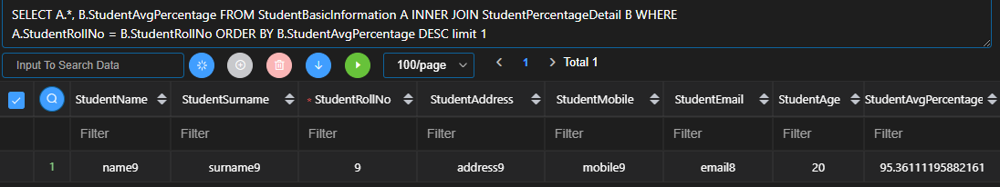 SELECT A.*, B.StudentAvgPercentage FROM StudentBasicInformation A INNER JOIN StudentPercentageDetail B WHERE
A.StudentRollNo = B.StudentRollNo ORDER BY B.StudentAvgPercentage DESC limit 1
Input To Search Data 100/page 1 Total 1
StudentName StudentSurname * StudentRollNo StudentAddress StudentMobile StudentEmail StudentAge StudentAvgPercentage
Filter Filter Filter Filter Filter Filter Filter Filter
1 name9 surname9 9 address9 mobile9 email8 20 95.36111195882161